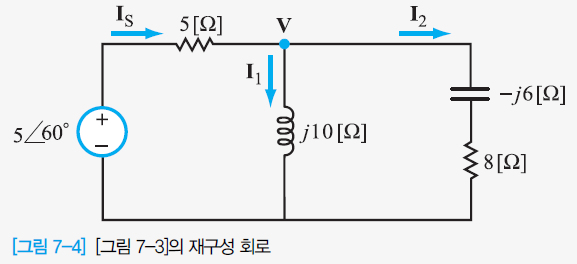 I_S 5[Ω] V I_2
I_1
5∠60° + − j10[Ω] −j6[Ω]
8[Ω]
[그림 7–4] [그림 7–3]의 재구성 회로